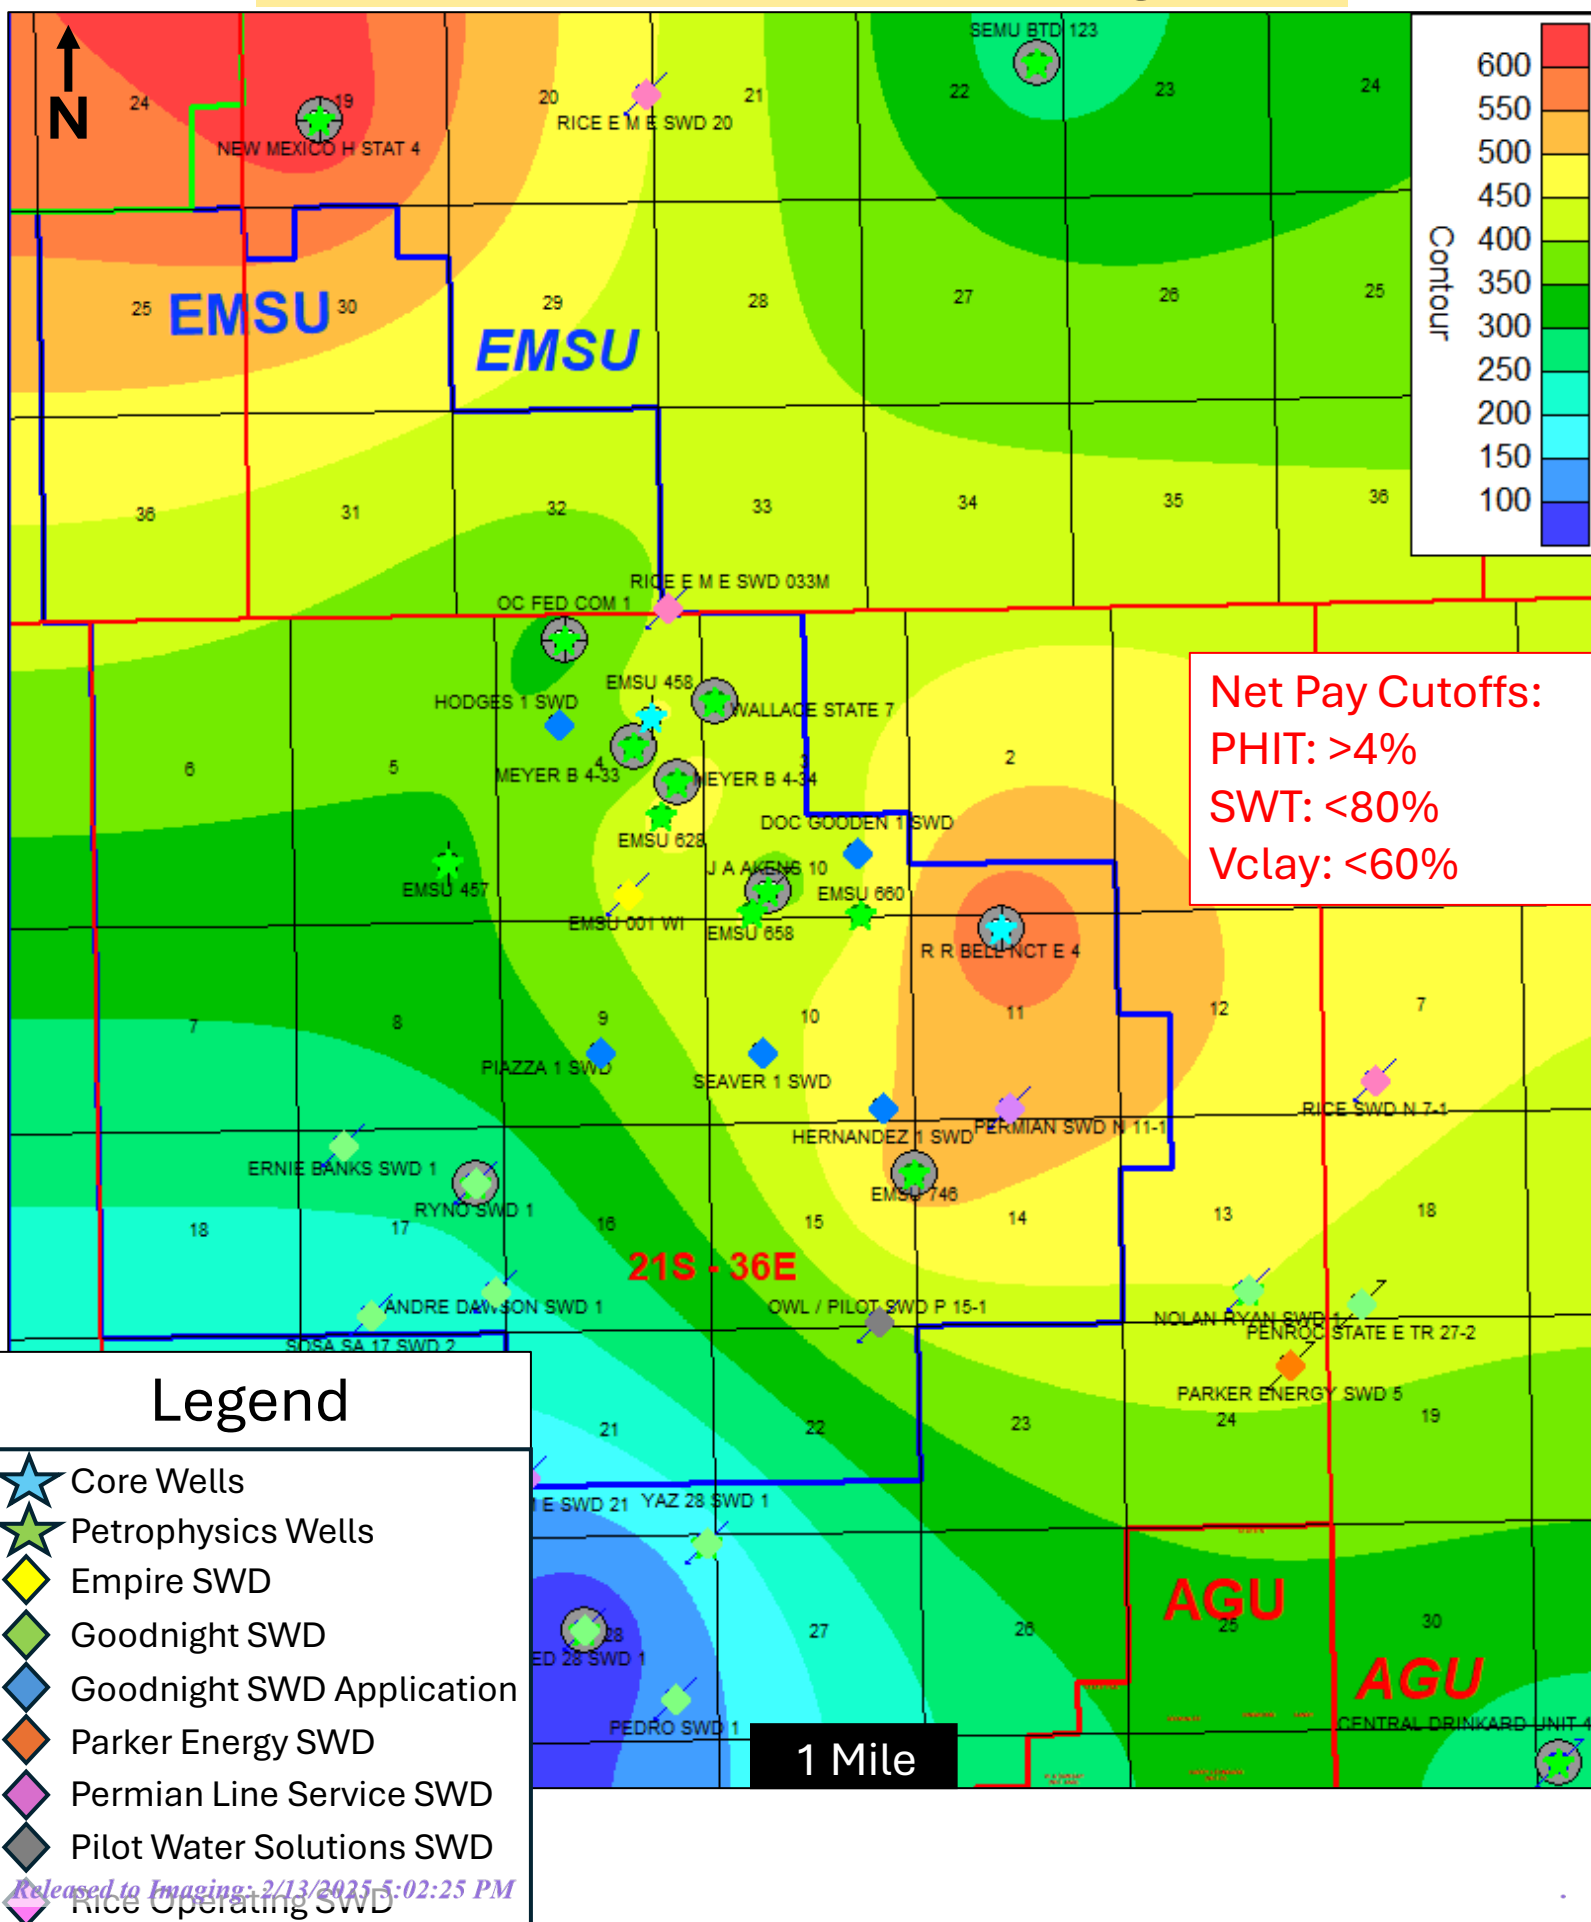 N
24
19
20
21
22
23
24
SEMU BTD 123
RICE E M E SWD 20
NEW MEXICO H STAT 4
Contour
600
550
500
450
400
350
300
250
200
150
100
25
EMSU
30
29
28
27
26
25
EMSU
36
31
32
33
34
35
36
RICE E M E SWD 033M
OC FED COM 1
EMSU 458
HODGES 1 SWD
WALLACE STATE 7
Net Pay Cutoffs:
PHIT: >4%
SWT: <80%
Vclay: <60%
6
5
4
3
2
MEYER B 4-33
MEYER B 4-34
EMSU 628
DOC GOODEN 1 SWD
J A AKENS 10
EMSU 457
EMSU 660
EMSU 001 WI
EMSU 658
R R BELL NCT E 4
7
8
9
10
11
12
7
PIAZZA 1 SWD
SEAVER 1 SWD
RICE SWD N 7-1
HERNANDEZ 1 SWD
PERMIAN SWD N 11-1
ERNIE BANKS SWD 1
RYNO SWD 1
EMSU 746
18
17
16
15
14
13
18
21S - 36E
ANDRE DAWSON SWD 1
OWL / PILOT SWD P 15-1
NOLAN RYAN SWD 1
PENROC STATE E TR 27-2
SOSA SA 17 SWD 2
PARKER ENERGY SWD 5
21
22
23
24
19
E SWD 21
YAZ 28 SWD 1
AGU
28
27
26
25
30
ED 28 SWD 1
AGU
PEDRO SWD 1
CENTRAL DRINKARD UNIT 4
1 Mile
Legend
Core Wells
Petrophysics Wells
Empire SWD
Goodnight SWD
Goodnight SWD Application
Parker Energy SWD
Permian Line Service SWD
Pilot Water Solutions SWD
Rice Operating SWD
Released to Imaging: 2/13/2025 5:02:25 PM